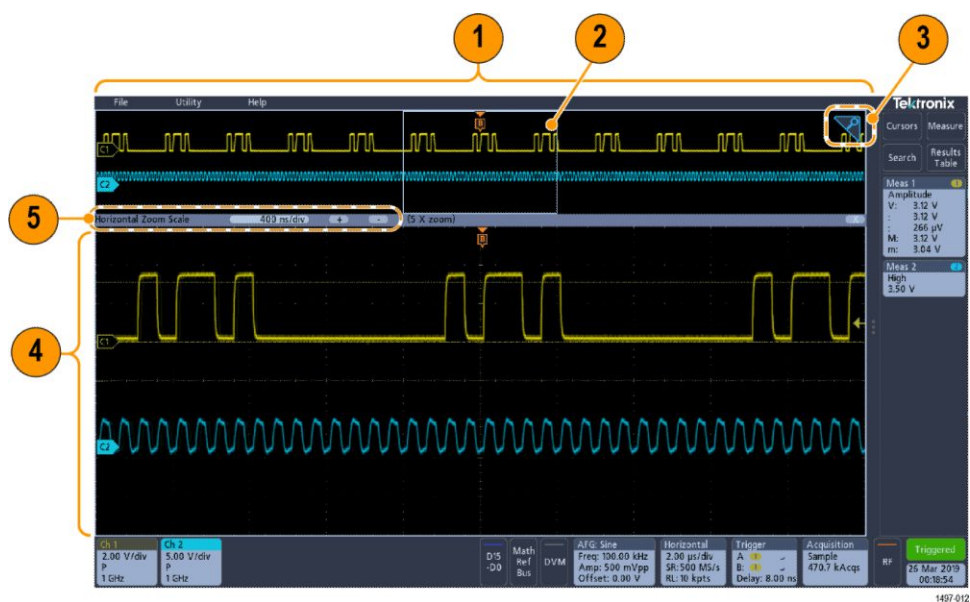 1
2
3
File Utility Help
Tektronix
B
C1
C2
Cursors Measure
Search Results Table
5
Horizontal Zoom Scale 400 ns/div + - (5 X zoom) X
Meas 1 1
Amplitude
V: 3.12 V
: 3.12 V
: 266 µV
M: 3.12 V
m: 3.04 V
B
Meas 2 2
High
3.50 V
4
C1
C2
Ch 1
2.00 V/div
P
1 GHz
Ch 2
5.00 V/div
P
1 GHz
D15
-D0
Math
Ref
Bus
DVM
AFG: Sine
Freq: 100.00 kHz
Amp: 500 mVpp
Offset: 0.00 V
Horizontal
2.00 µs/div
SR: 500 MS/s
RL: 10 kpts
Trigger
A: 1
B: 1
Delay: 8.00 ns
Acquisition
Sample
470.7 kAcqs
RF
Triggered
26 Mar 2019
00:18:54
1497-012